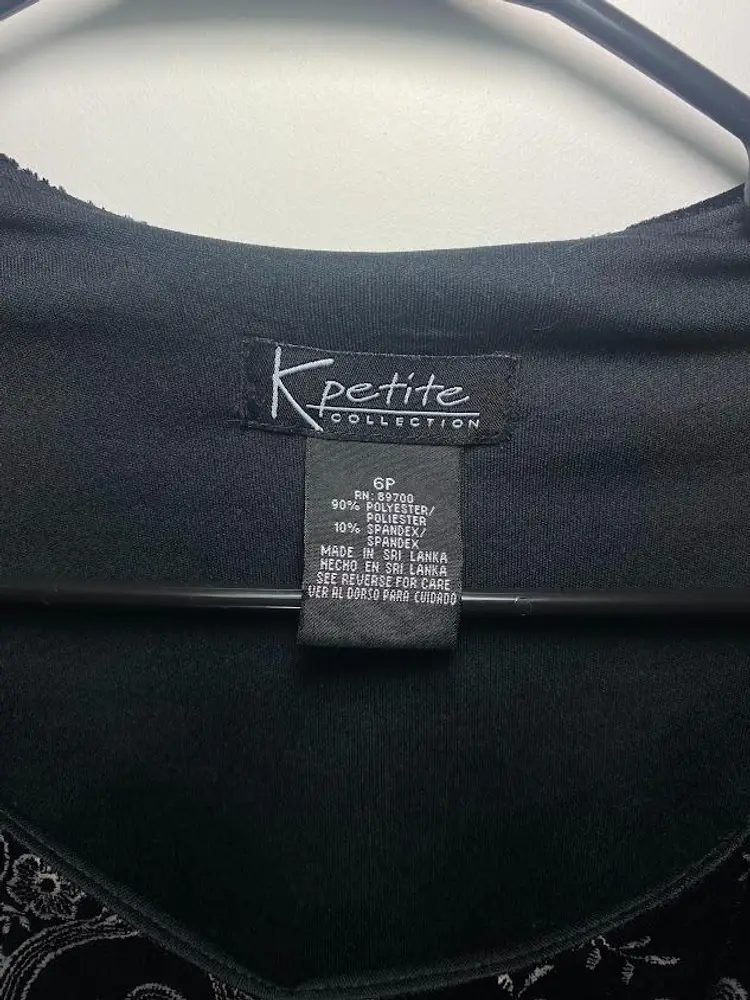 K petite
COLLECTION
6P
RN: 89700
90% POLYESTER/
POLIESTER
10% SPANDEX/
SPANDEX
MADE IN SRI LANKA
HECHO EN SRI LANKA
SEE REVERSE FOR CARE
VER AL DORSO PARA CUIDADO